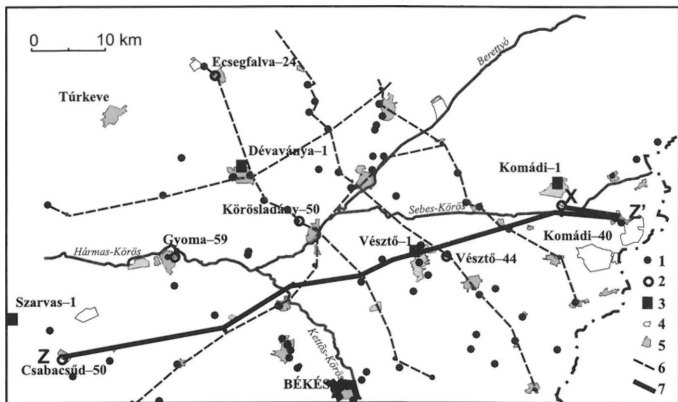 0 10 km
Ecsegfalva–24
Berettyó
Túrkeve
Dévaványa–1
Komádi–1
X
Körösladány–50
Sebes-Körös
Z'
Gyoma–59
Vésztő–1
Komádi–40
Hármas-Körös
Vésztő–44
Szarvas–1
Kettős-Körös
Z
Csabacsűd–50
BÉKÉS
1
2
3
4
5
6
7